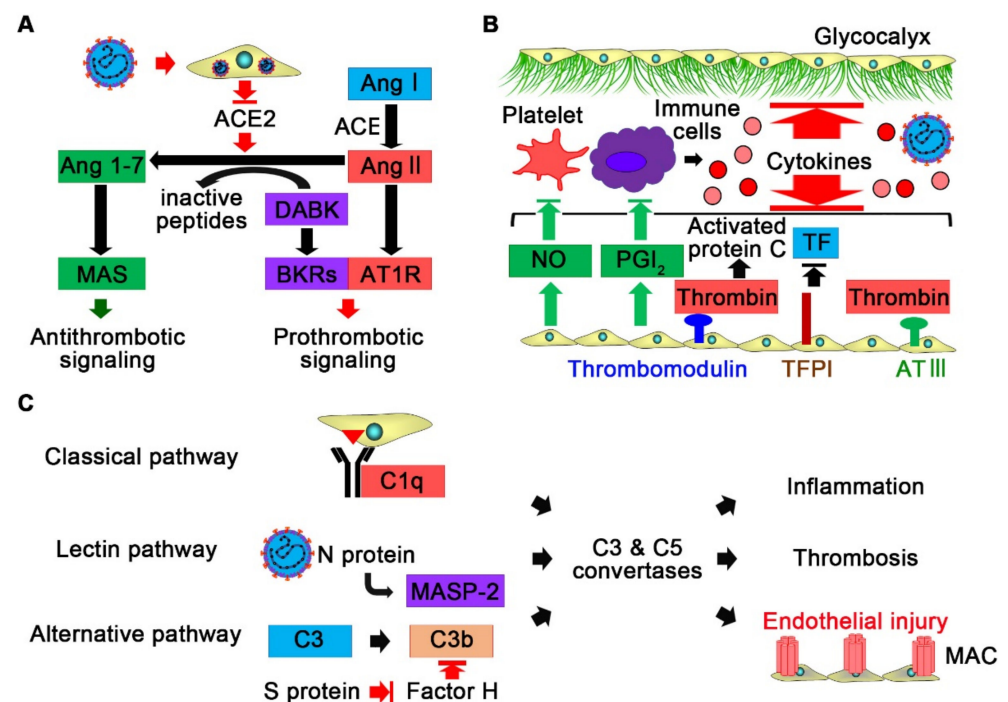 A
Ang I
ACE2
ACE
Ang 1-7
Ang II
inactive
peptides
DABK
MAS
BKRs
AT1R
Antithrombotic
signaling
Prothrombotic
signaling
B
Glycocalyx
Platelet
Immune
cells
Cytokines
NO
PGI2
Activated
protein C
TF
Thrombin
Thrombin
Thrombomodulin
TFPI
AT III
C
Classical pathway
C1q
Lectin pathway
N protein
MASP-2
Alternative pathway
C3
C3b
S protein
Factor H
C3 & C5
convertases
Inflammation
Thrombosis
Endothelial injury
MAC